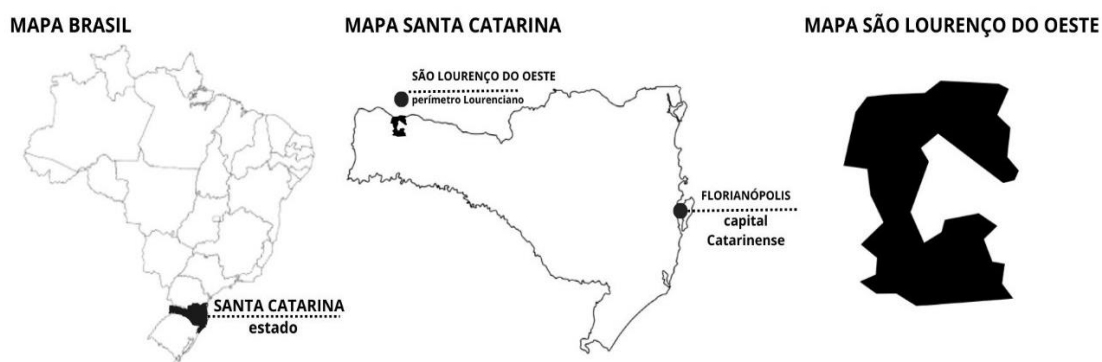 MAPA BRASIL
SANTA CATARINA
estado
MAPA SANTA CATARINA
SÃO LOURENÇO DO OESTE
perímetro Lourenciano
FLORIANÓPOLIS
capital
Catarinense
MAPA SÃO LOURENÇO DO OESTE